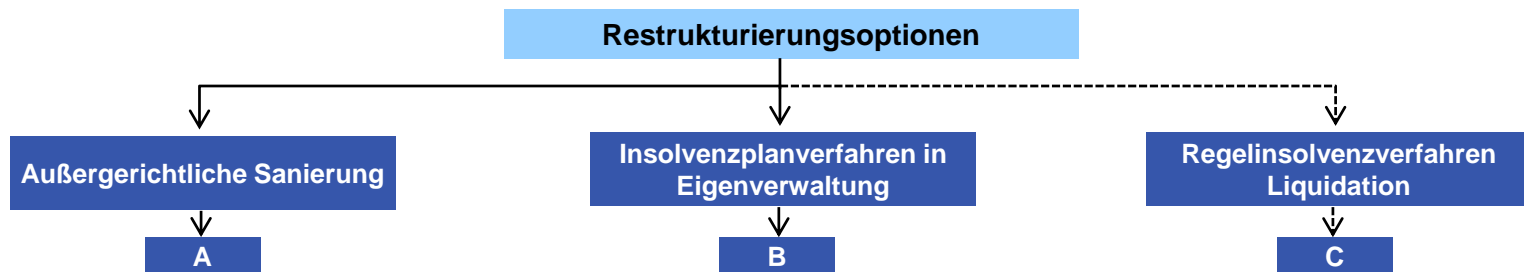 Restrukturierungsoptionen
Außergerichtliche Sanierung
Insolvenzplanverfahren in
Eigenverwaltung
Regelinsolvenzverfahren
Liquidation
A
B
C